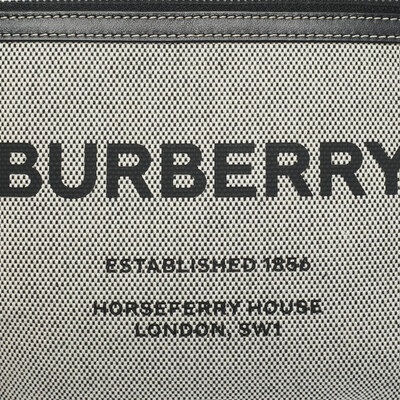 BURBERRY
ESTABLISHED 1856
HORSEFERRY HOUSE
LONDON, SW1